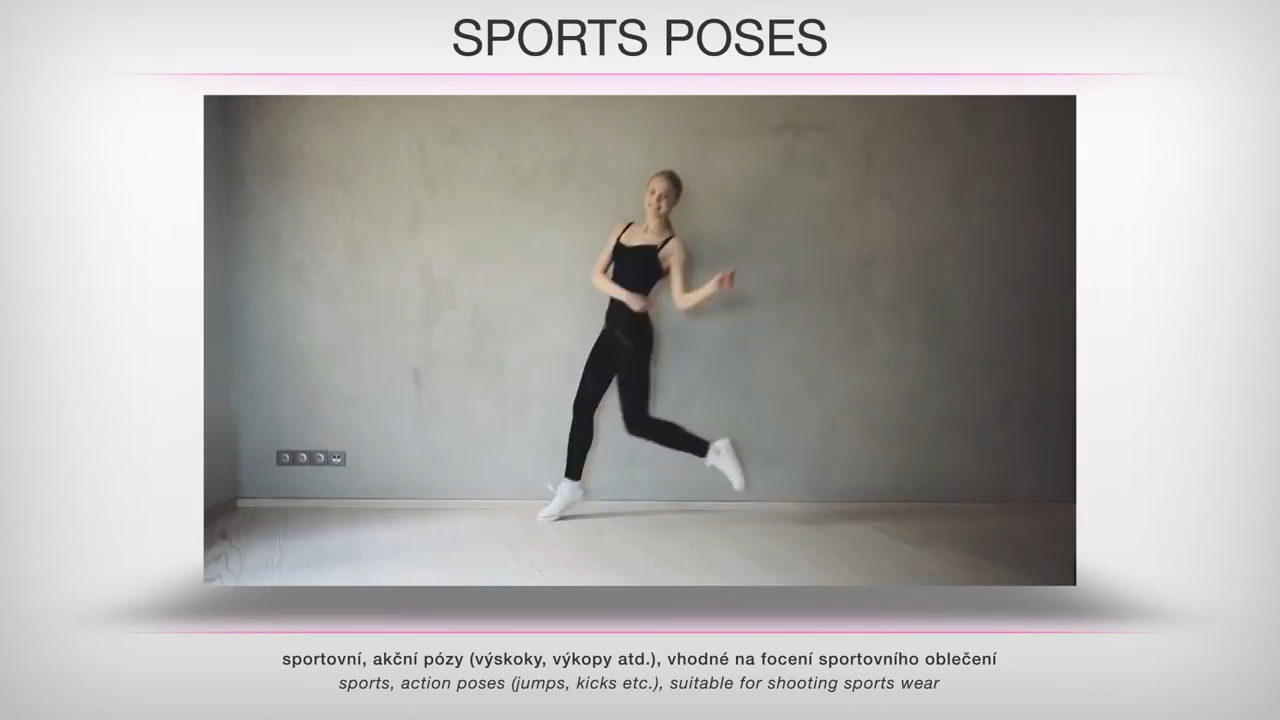 SPORTS POSES
sportovní, akční pózy (výskoky, výkopy atd.), vhodné na focení sportovního oblečení
sports, action poses (jumps, kicks etc.), suitable for shooting sports wear